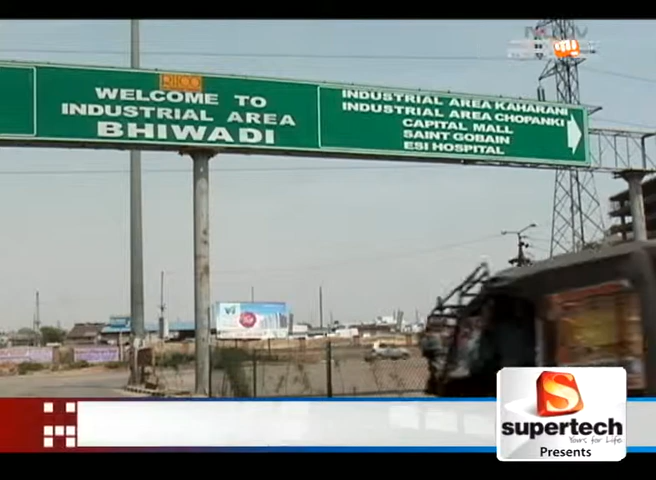 RIICO
WELCOME TO
INDUSTRIAL AREA
BHIWADI
INDUSTRIAL AREA KAHARANI
INDUSTRIAL AREA CHOPANKI
CAPITAL MALL
SAINT GOBAIN
ESI HOSPITAL
S
supertech
Yours for Life
Presents